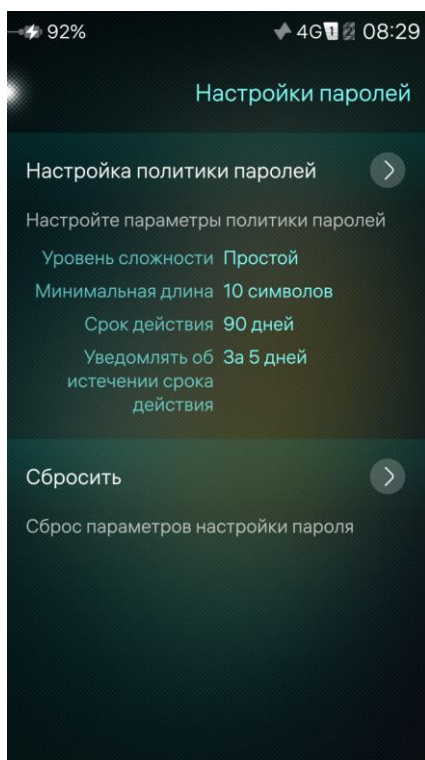 92% 4G 1 08:29
Настройки паролей
Настройка политики паролей
Настройте параметры политики паролей
Уровень сложности Простой
Минимальная длина 10 символов
Срок действия 90 дней
Уведомлять об За 5 дней
истечении срока
действия
Сбросить
Сброс параметров настройки пароля